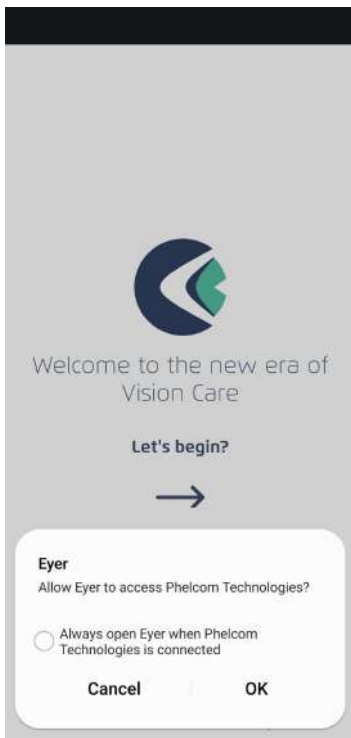 Welcome to the new era of
Vision Care
Let's begin?
Eyer
Allow Eyer to access Phelcom Technologies?
Always open Eyer when Phelcom
Technologies is connected
Cancel OK